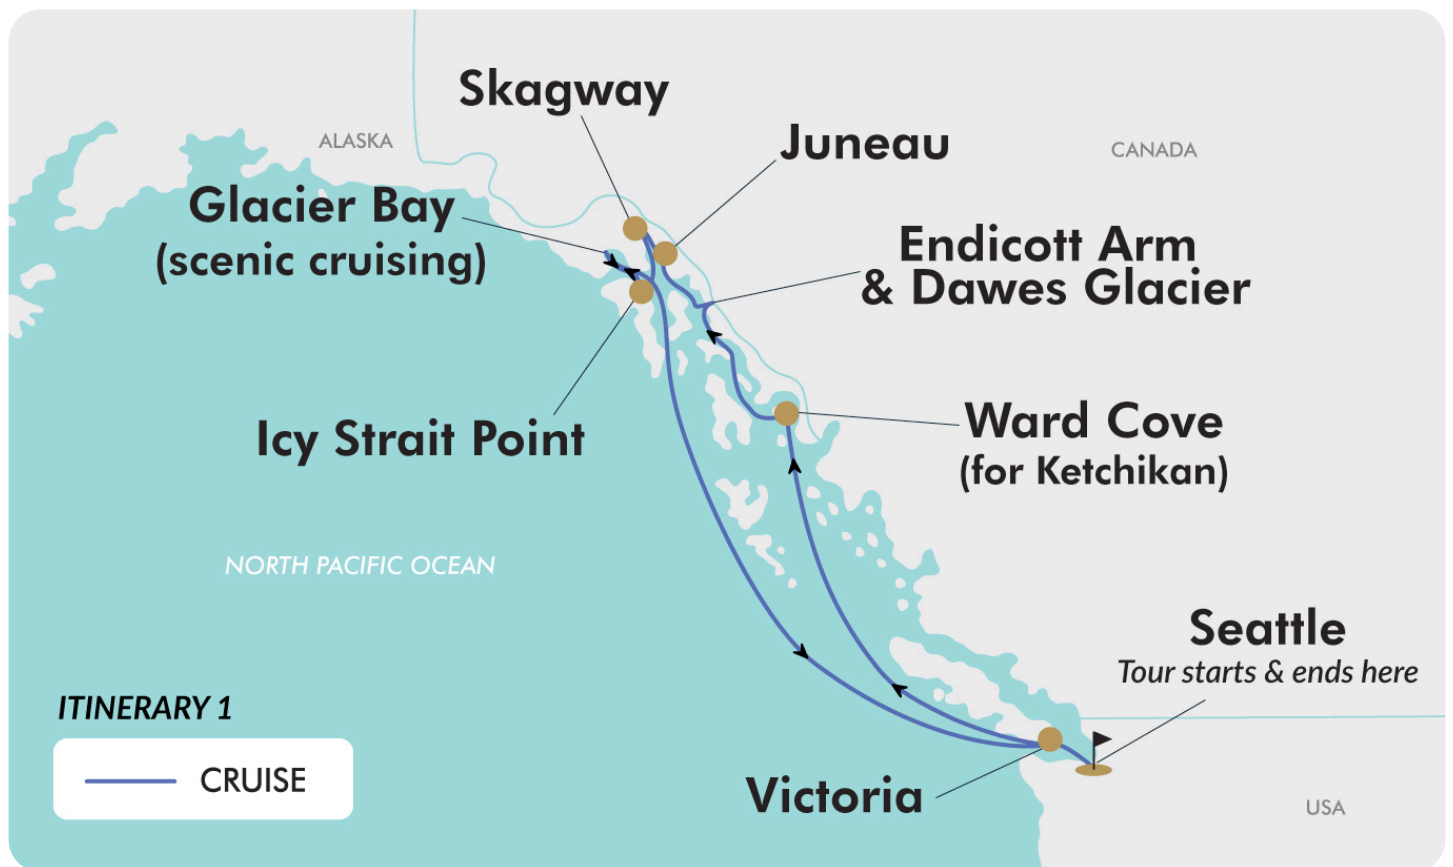 Skagway
Juneau
ALASKA
CANADA
Glacier Bay
(scenic cruising)
Endicott Arm
& Dawes Glacier
Icy Strait Point
Ward Cove
(for Ketchikan)
NORTH PACIFIC OCEAN
Seattle
Tour starts & ends here
ITINERARY 1
CRUISE
Victoria
USA